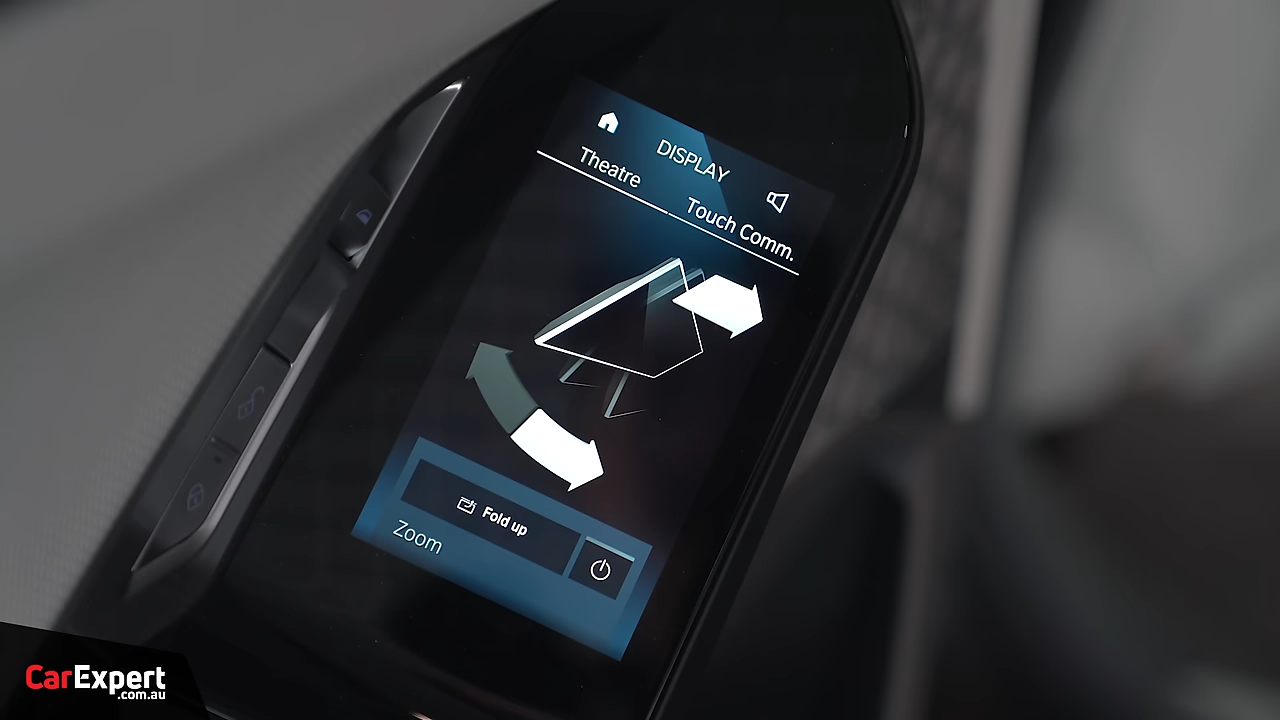 DISPLAY
Theatre
Touch Comm.
Fold up
Zoom
CarExpert
.com.au